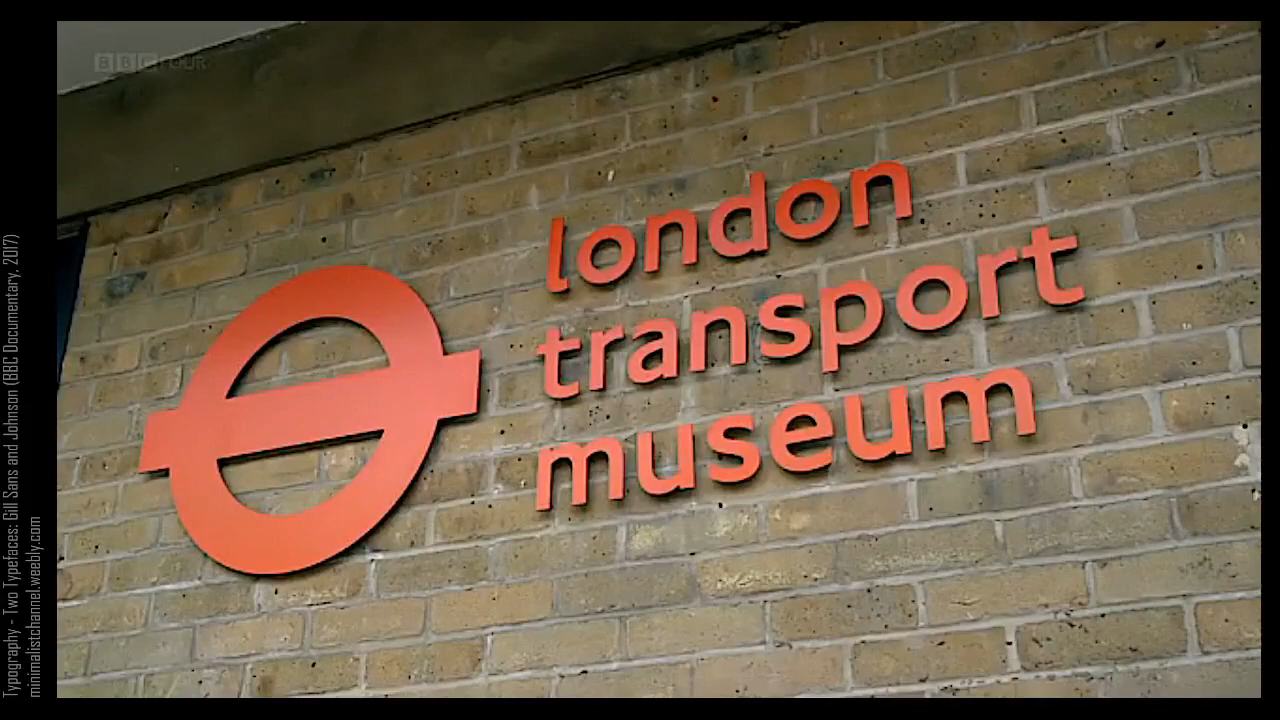 BBC FOUR
london
transport
museum
Typography - Two Typefaces: Gill Sans and Johnson (BBC Documentary, 2017)
minimalistchannel.weebly.com